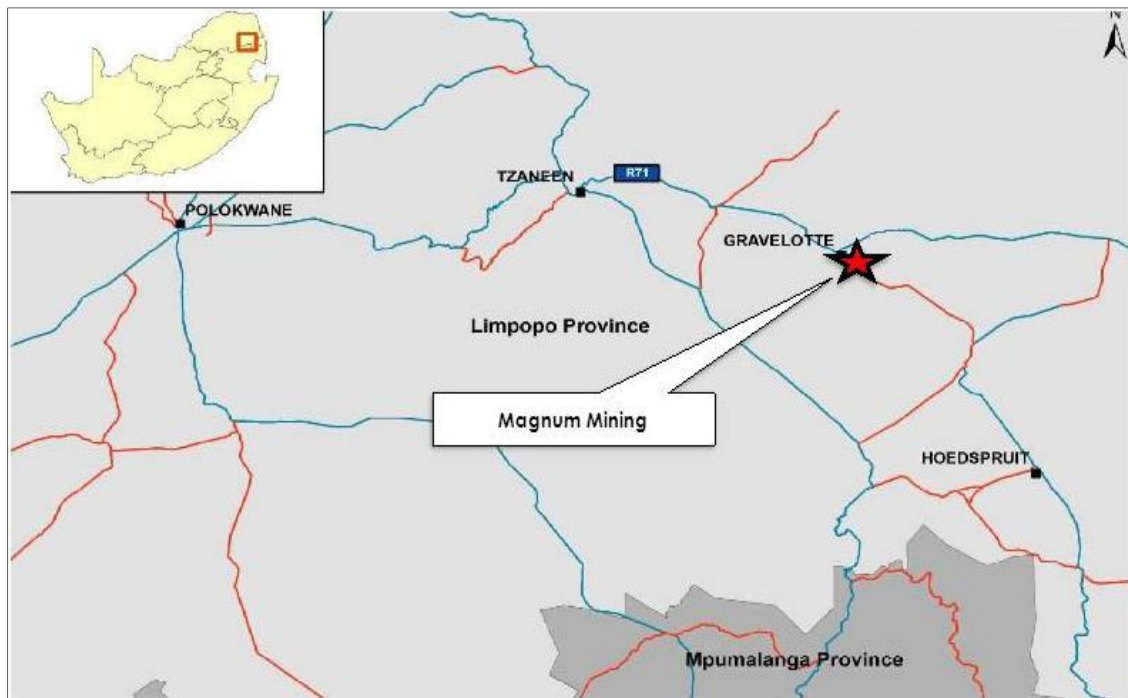 N
TZANEEN
R71
POLOKWANE
GRAVELOTTE
Limpopo Province
Magnum Mining
HOEDSPRUIT
Mpumalanga Province